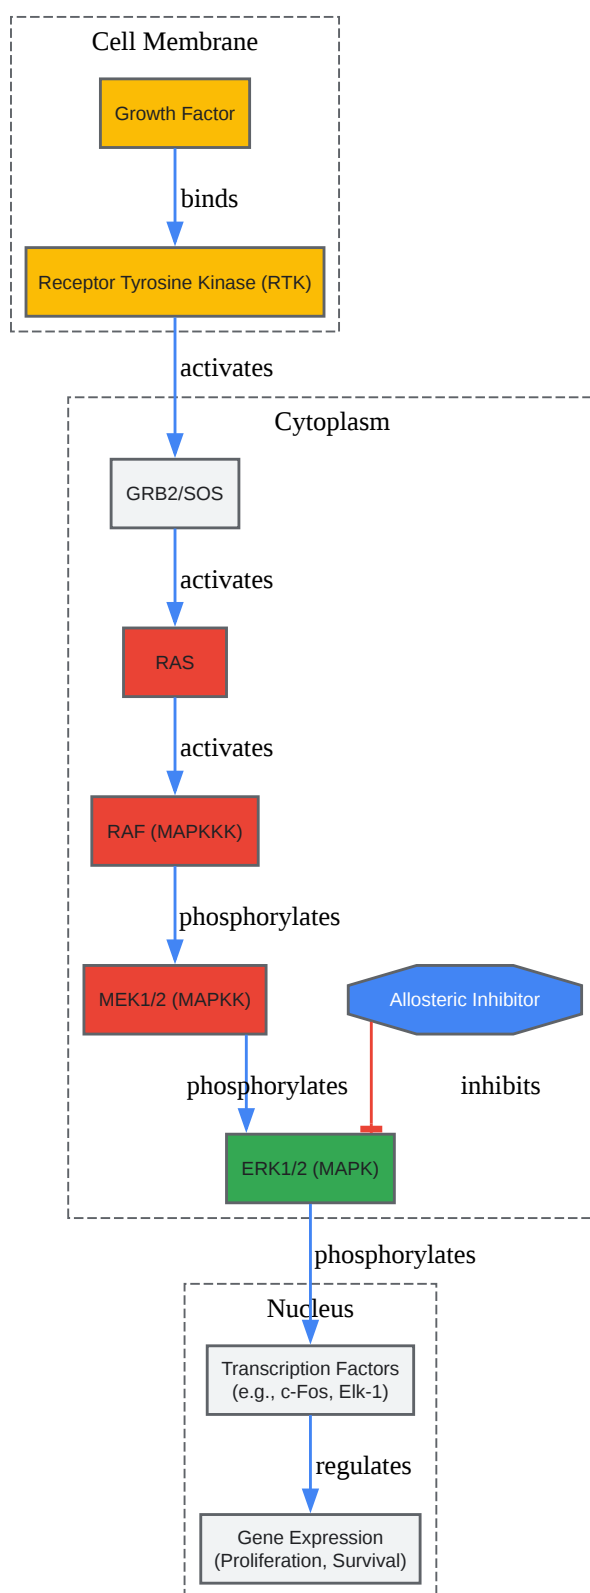 Cell Membrane
Growth Factor
binds
Receptor Tyrosine Kinase (RTK)
activates
Cytoplasm
GRB2/SOS
activates
RAS
activates
RAF (MAPKKK)
phosphorylates
MEK1/2 (MAPKK)
Allosteric Inhibitor
phosphorylates
inhibits
ERK1/2 (MAPK)
phosphorylates
Nucleus
Transcription Factors
(e.g., c-Fos, Elk-1)
regulates
Gene Expression
(Proliferation, Survival)